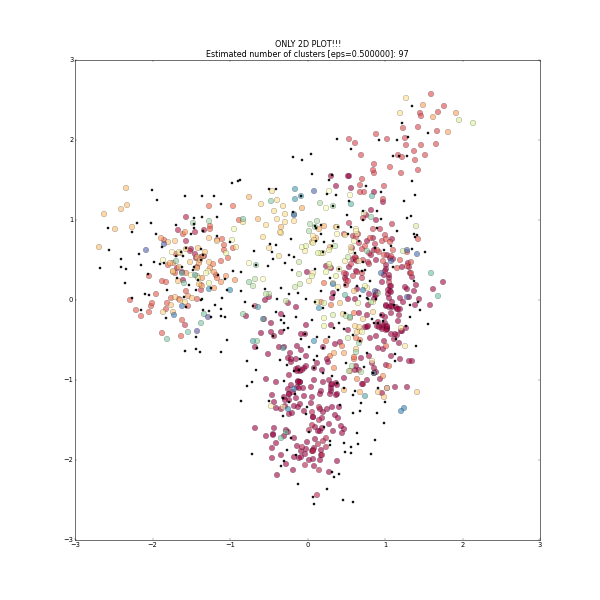 ONLY 2D PLOT!!!
Estimated number of clusters [eps=0.500000]: 97
3
2
1
0
−1
−2
−3
−3 −2 −1 0 1 2 3